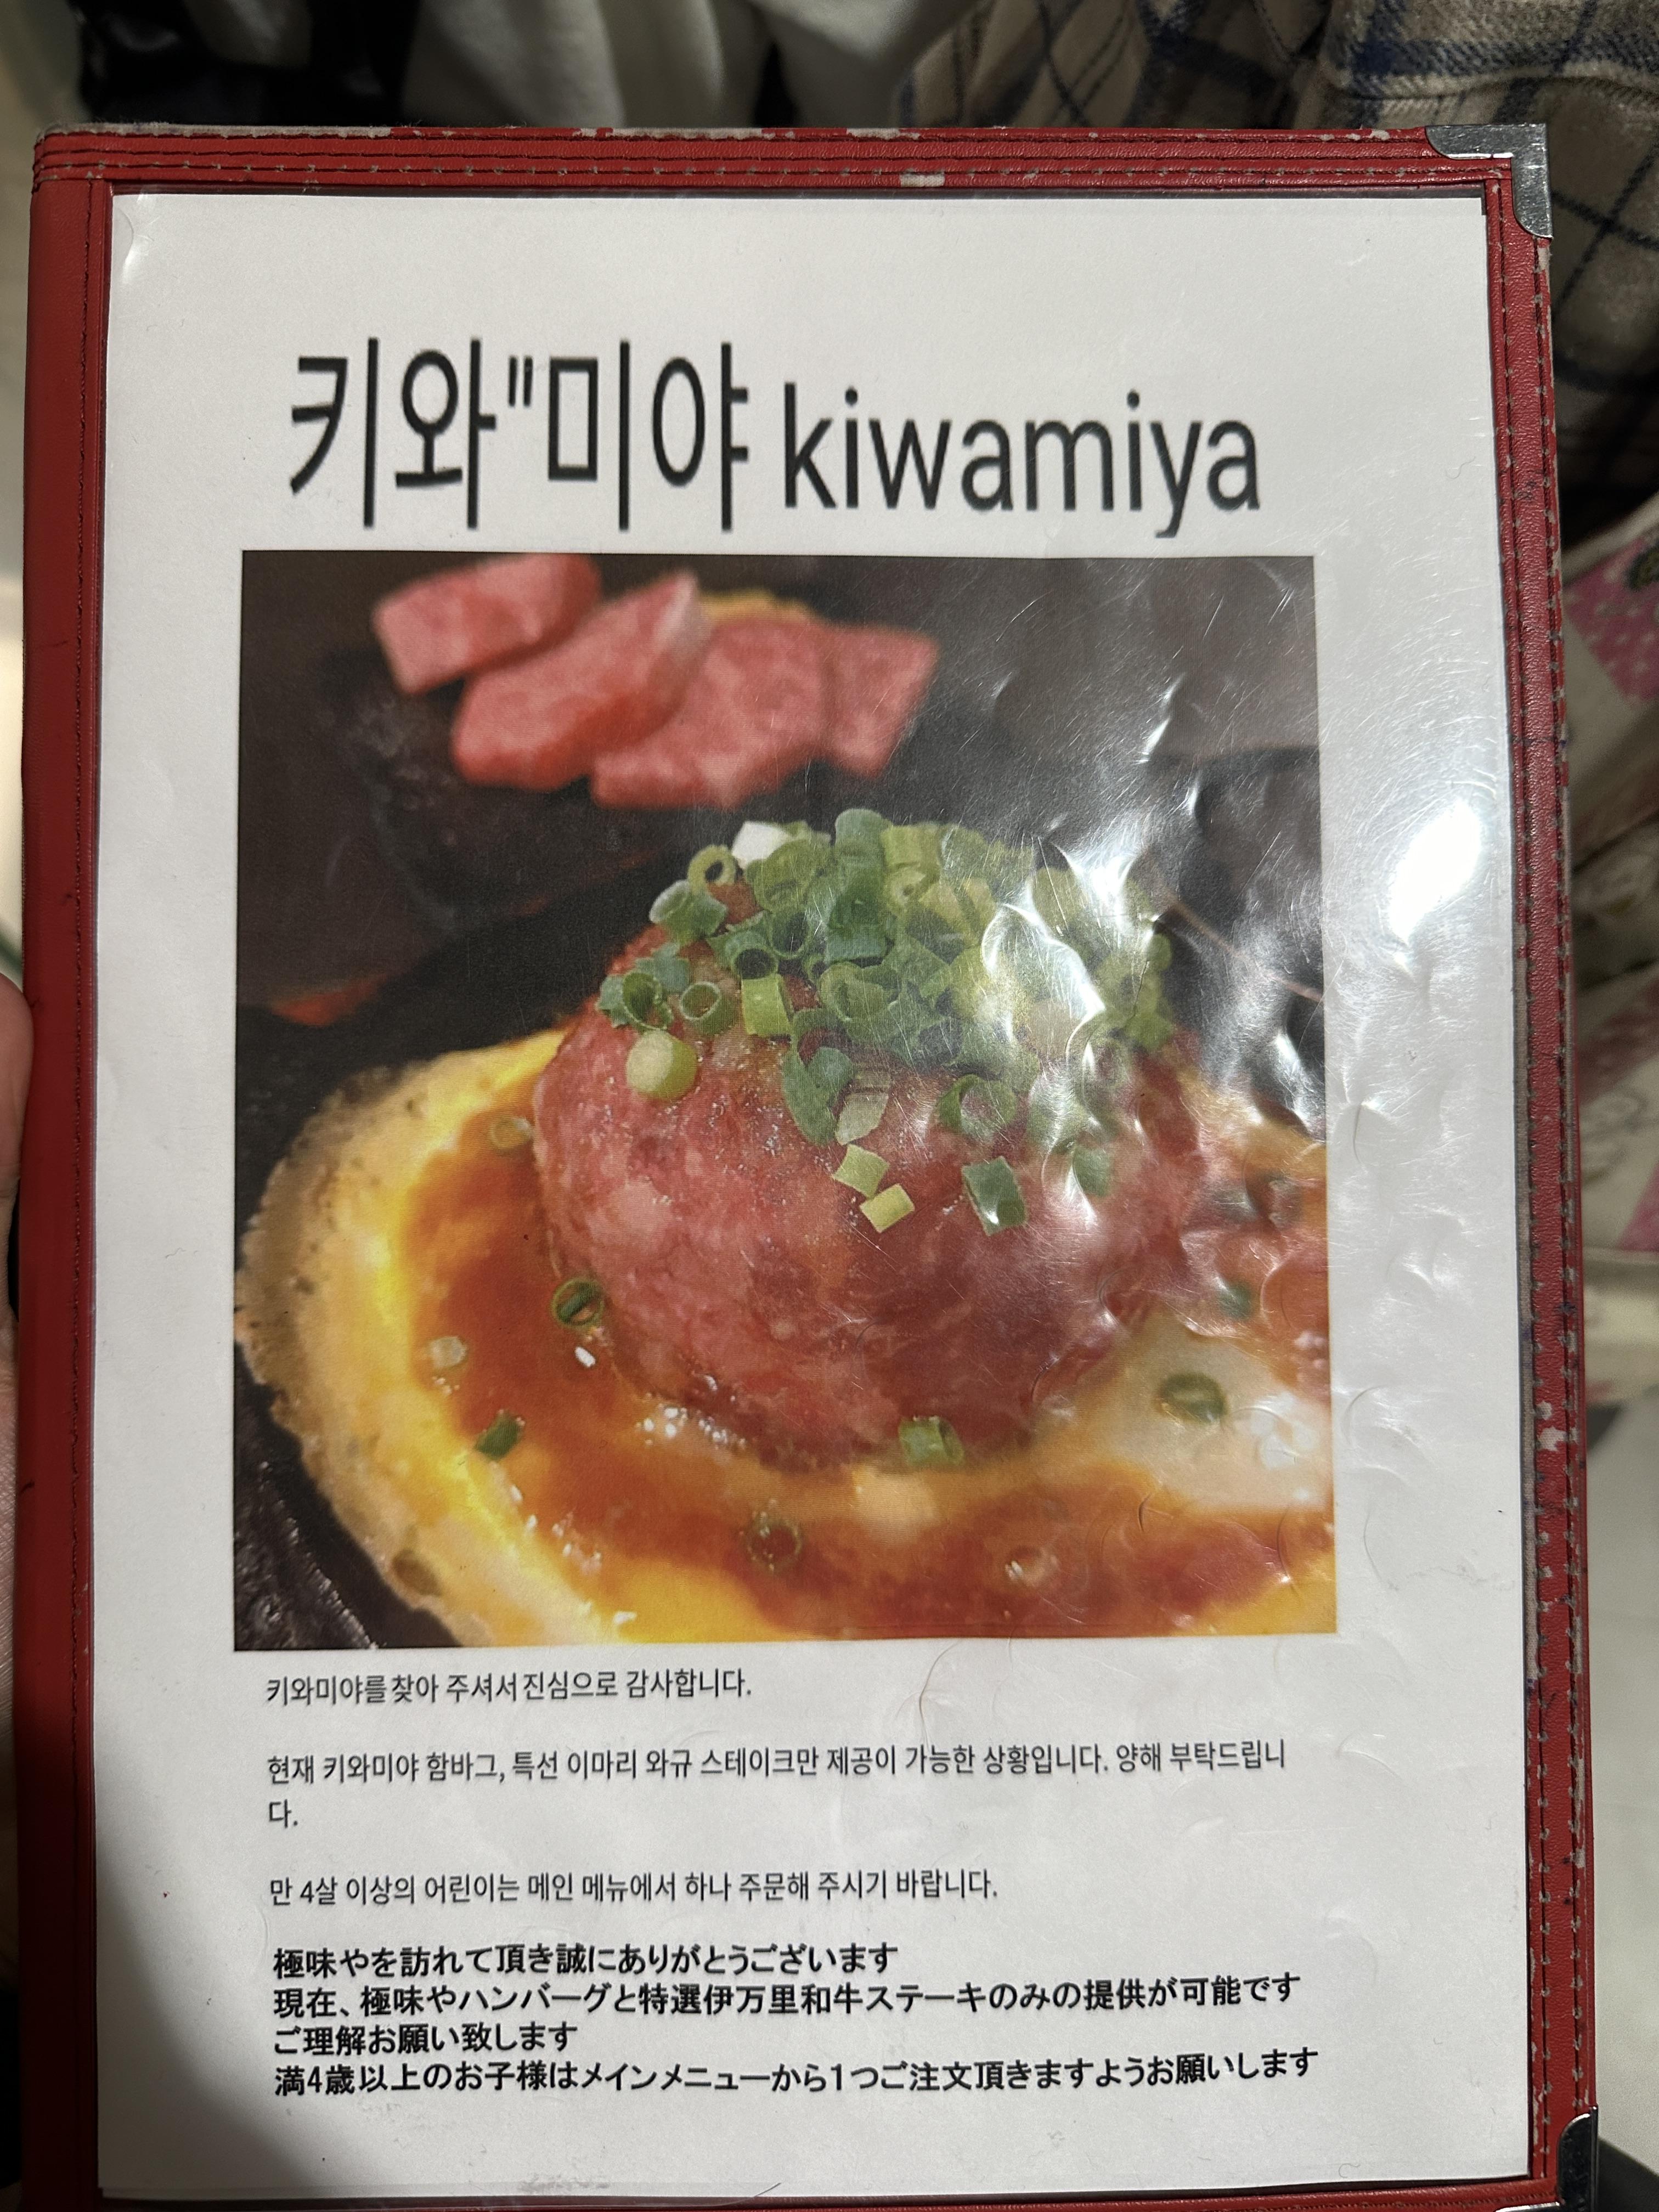 키와"미야 kiwamiya
키와미야를 찾아 주셔서 진심으로 감사합니다.
현재 키와미야 함바그, 특선 이마리 와규 스테이크만 제공이 가능한 상황입니다. 양해 부탁드립니
다.
만 4살 이상의 어린이는 메인 메뉴에서 하나 주문해 주시기 바랍니다.
極味やを訪れて頂き誠にありがとうございます
現在、極味やハンバーグと特選伊万里和牛ステーキのみの提供が可能です
ご理解お願い致します
満4歳以上のお子様はメインメニューから1つご注文頂きますようお願いします